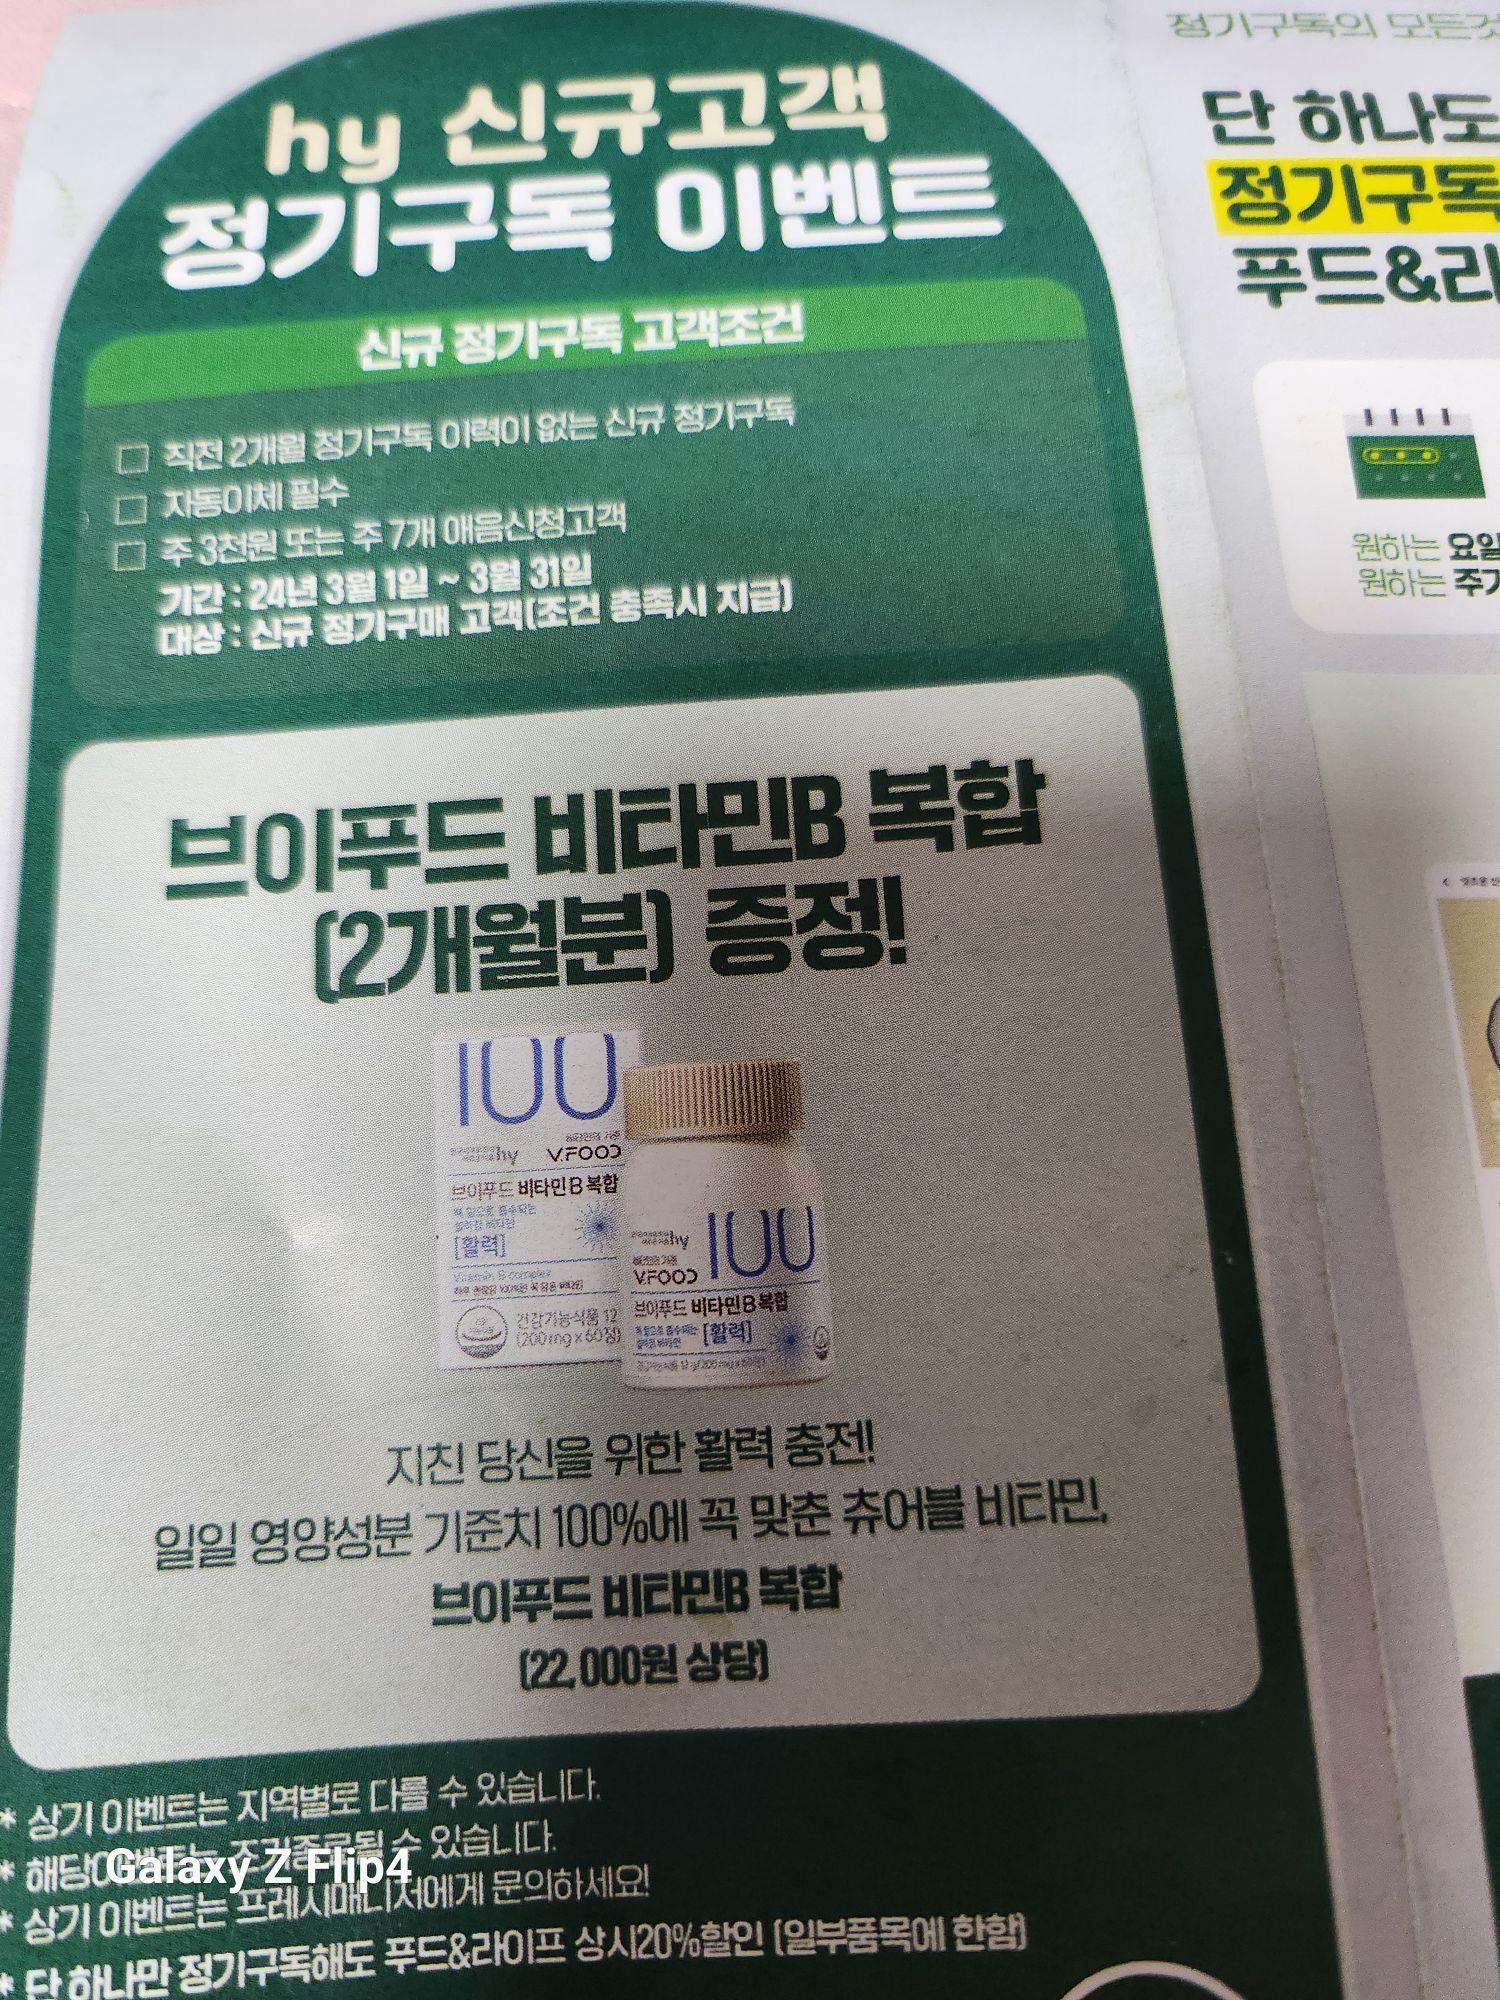 hy 신규고객
정기구독 이벤트
신규 정기구독 고객조건
□ 직전 2개월 정기구독 이력이 없는 신규 정기구독
□ 자동이체 필수
□ 주 3천원 또는 주 7개 애음신청고객
기간 : 24년 3월 1일 ~ 3월 31일
대상 : 신규 정기구매 고객(조건 충족시 지급)
브이푸드 비타민B 복합
(2개월분) 증정!
100
hy V.FOOD
브이푸드 비타민B 복합
[활력]
Vitamin B complex
건강기능식품 12
(200mg x 60정)
hy 100
V.FOOD
브이푸드 비타민B 복합
[활력]
지친 당신을 위한 활력 충전!
일일 영양성분 기준치 100%에 꼭 맞춘 츄어블 비타민,
브이푸드 비타민B 복합
(22,000원 상당)
* 상기 이벤트는 지역별로 다를 수 있습니다.
* 해당이벤트는 조건종료될 수 있습니다.
* 상기 이벤트는 프레시매니저에게 문의하세요!
* 단 하나만 정기구독해도 푸드&라이프 상시20%할인 (일부품목에 한함)
Galaxy Z Flip4
정기구독의 모든것
단 하나도
정기구독
푸드&라
원하는 요일
원하는 주기